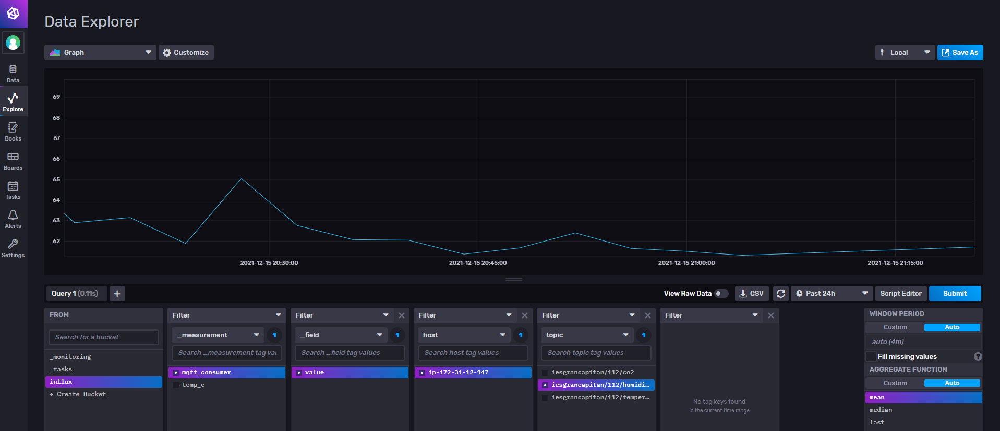 Data Explorer
Graph
Customize
Local
Save As
Data
Explore
Books
Boards
Tasks
Alerts
Settings
69
68
67
66
65
64
63
62
2021-12-15 20:30:00
2021-12-15 20:45:00
2021-12-15 21:00:00
2021-12-15 21:15:00
Query 1 (0.11s)
+
View Raw Data
CSV
Past 24h
Script Editor
Submit
FROM
Search for a bucket
_monitoring
_tasks
influx
+ Create Bucket
Filter
_measurement
1
Search _measurement tag val
mqtt_consumer
temp_c
Filter
_field
1
Search _field tag values
value
Filter
host
1
Search host tag values
ip-172-31-12-147
Filter
topic
1
Search topic tag values
iesgrancapitan/112/co2
iesgrancapitan/112/humidi…
iesgrancapitan/112/temper…
Filter
No tag keys found
in the current time range
WINDOW PERIOD
Custom
Auto
auto (4m)
Fill missing values
?
AGGREGATE FUNCTION
Custom
Auto
mean
median
last